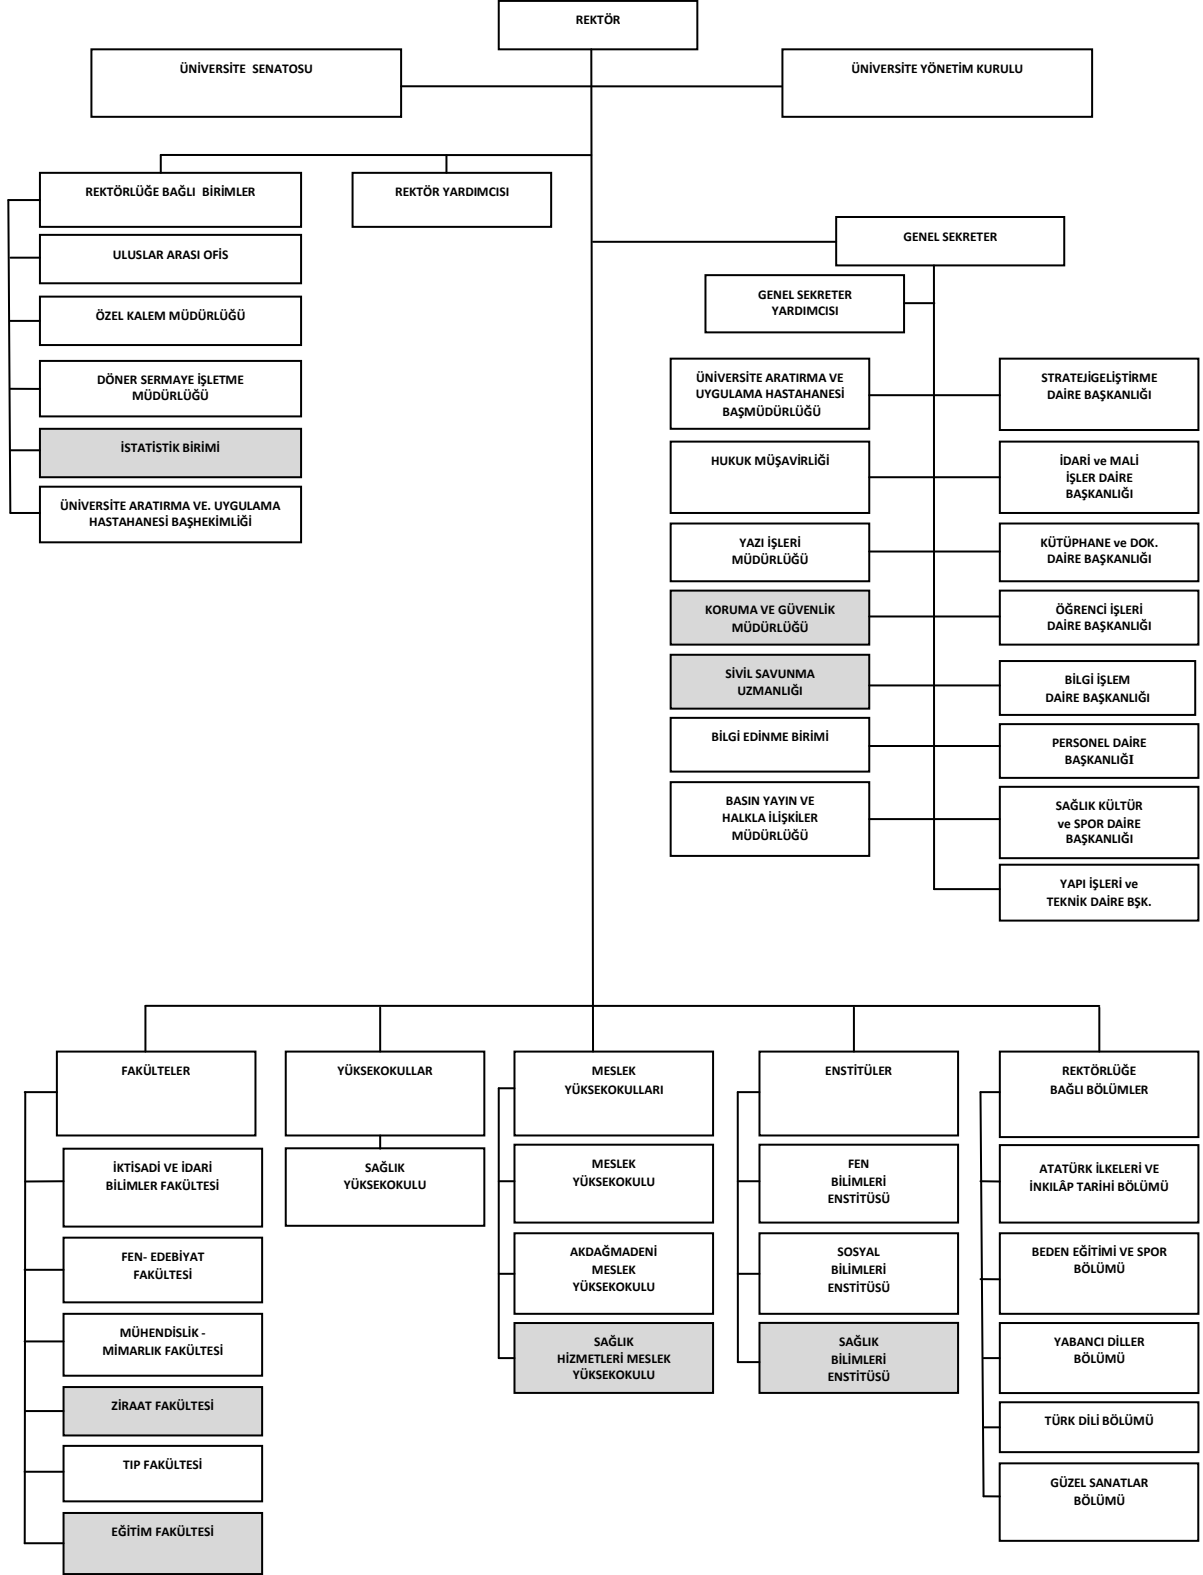 REKTÖR
ÜNİVERSİTE SENATOSU
ÜNİVERSİTE YÖNETİM KURULU
REKTÖRLÜĞE BAĞLI BİRİMLER
REKTÖR YARDIMCISI
ULUSLAR ARASI OFİS
ÖZEL KALEM MÜDÜRLÜĞÜ
DÖNER SERMAYE İŞLETME
MÜDÜRLÜĞÜ
İSTATİSTİK BİRİMİ
ÜNİVERSİTE ARATIRMA VE. UYGULAMA
HASTAHANESİ BAŞHEKİMLİĞİ
GENEL SEKRETER
GENEL SEKRETER
YARDIMCISI
ÜNİVERSİTE ARATIRMA VE
UYGULAMA HASTAHANESİ
BAŞMÜDÜRLÜĞÜ
STRATEJİGELİŞTİRME
DAİRE BAŞKANLIĞI
HUKUK MÜŞAVİRLİĞİ
İDARİ ve MALİ
İŞLER DAİRE
BAŞKANLIĞI
YAZI İŞLERİ
MÜDÜRLÜĞÜ
KÜTÜPHANE ve DOK.
DAİRE BAŞKANLIĞI
KORUMA VE GÜVENLİK
MÜDÜRLÜĞÜ
ÖĞRENCİ İŞLERİ
DAİRE BAŞKANLIĞI
SİVİL SAVUNMA
UZMANLIĞI
BİLGİ İŞLEM
DAİRE BAŞKANLIĞI
BİLGİ EDİNME BİRİMİ
PERSONEL DAİRE
BAŞKANLIĞI
BASIN YAYIN VE
HALKLA İLİŞKİLER
MÜDÜRLÜĞÜ
SAĞLIK KÜLTÜR
ve SPOR DAİRE
BAŞKANLIĞI
YAPI İŞLERİ ve
TEKNİK DAİRE BŞK.
FAKÜLTELER
İKTİSADİ VE İDARİ
BİLİMLER FAKÜLTESİ
FEN- EDEBİYAT
FAKÜLTESİ
MÜHENDİSLİK -
MİMARLIK FAKÜLTESİ
ZİRAAT FAKÜLTESİ
TIP FAKÜLTESİ
EĞİTİM FAKÜLTESİ
YÜKSEKOKULLAR
SAĞLIK
YÜKSEKOKULU
MESLEK
YÜKSEKOKULLARI
MESLEK
YÜKSEKOKULU
AKDAĞMADENİ
MESLEK
YÜKSEKOKULU
SAĞLIK
HİZMETLERİ MESLEK
YÜKSEKOKULU
ENSTİTÜLER
FEN
BİLİMLERİ
ENSTİTÜSÜ
SOSYAL
BİLİMLERİ
ENSTİTÜSÜ
SAĞLIK
BİLİMLERİ
ENSTİTÜSÜ
REKTÖRLÜĞE
BAĞLI BÖLÜMLER
ATATÜRK İLKELERİ VE
İNKILÂP TARİHİ BÖLÜMÜ
BEDEN EĞİTİMİ VE SPOR
BÖLÜMÜ
YABANCI DİLLER
BÖLÜMÜ
TÜRK DİLİ BÖLÜMÜ
GÜZEL SANATLAR
BÖLÜMÜ